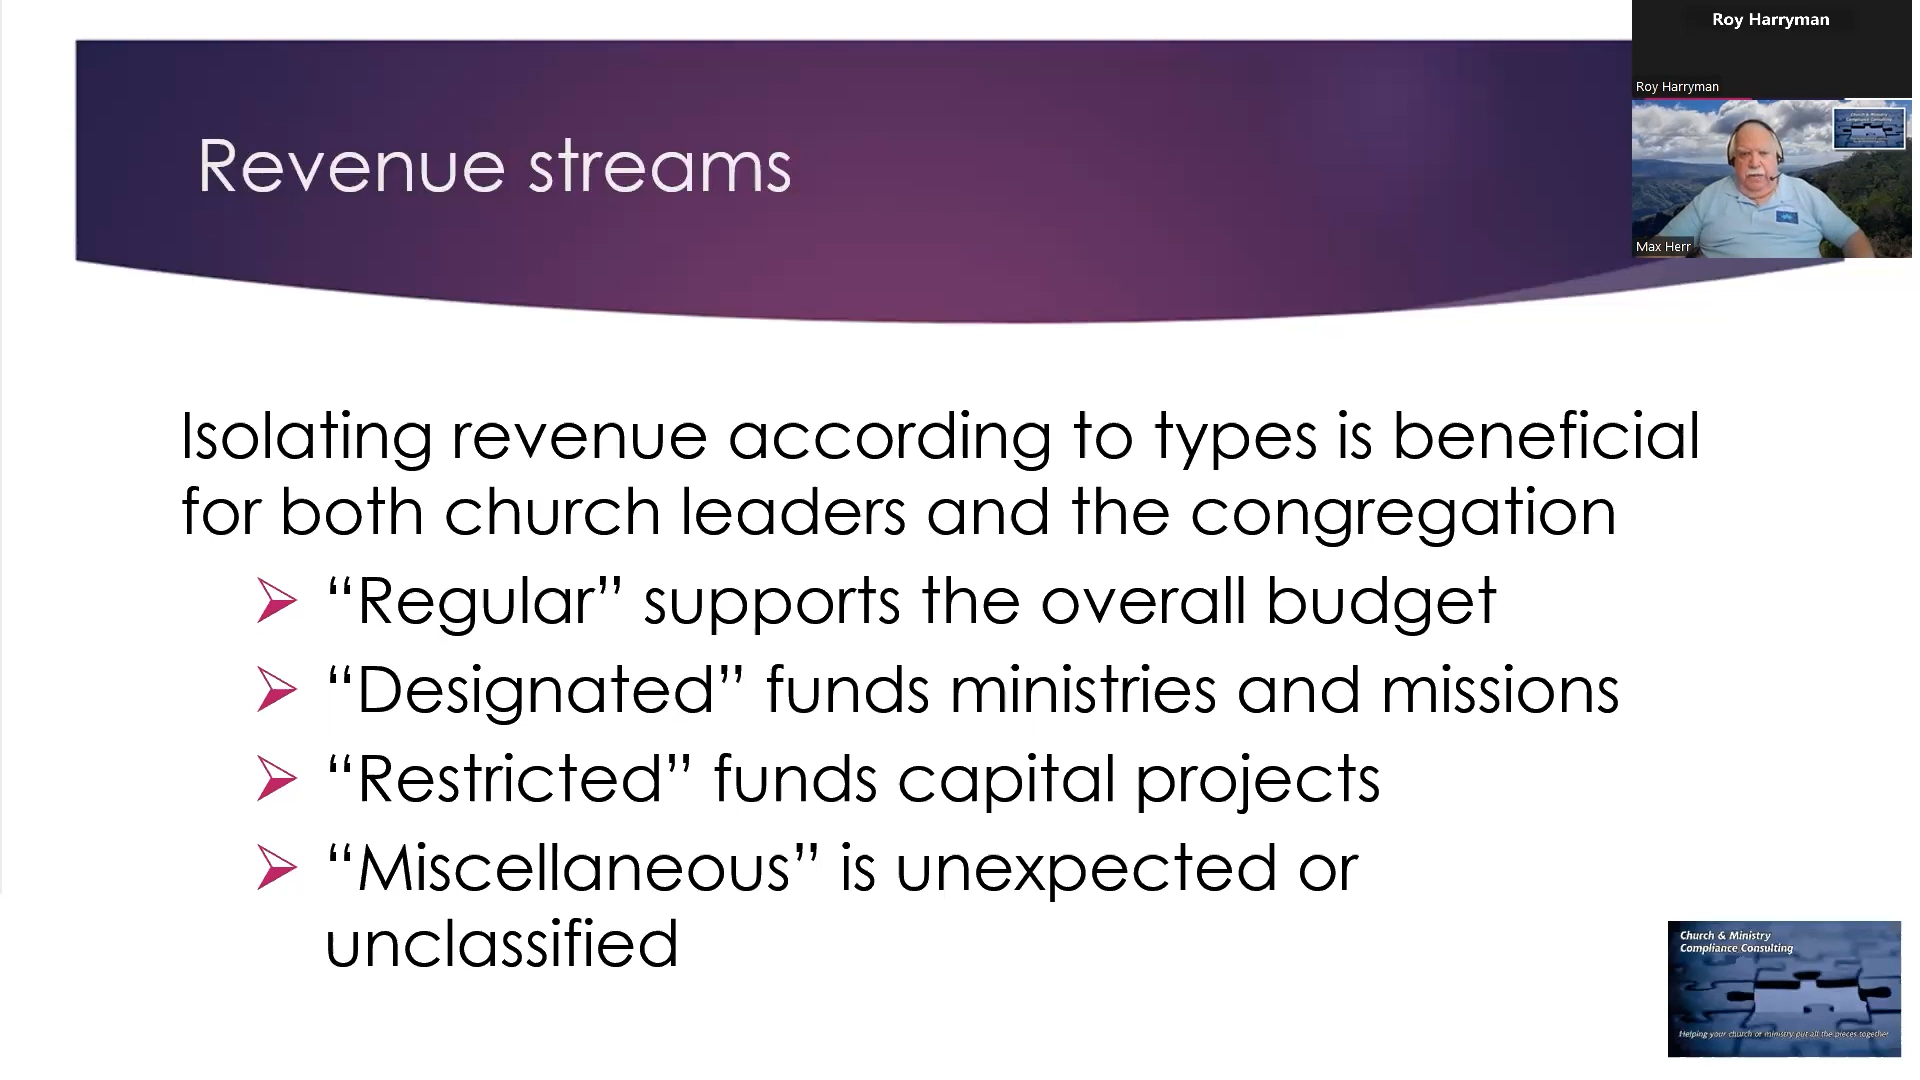 Roy Harryman
Roy Harryman
Max Herr
Revenue streams
Isolating revenue according to types is beneficial
for both church leaders and the congregation
“Regular” supports the overall budget
“Designated” funds ministries and missions
“Restricted” funds capital projects
“Miscellaneous” is unexpected or
unclassified
Church & Ministry
Compliance Consulting
Helping your church or ministry put all the pieces together